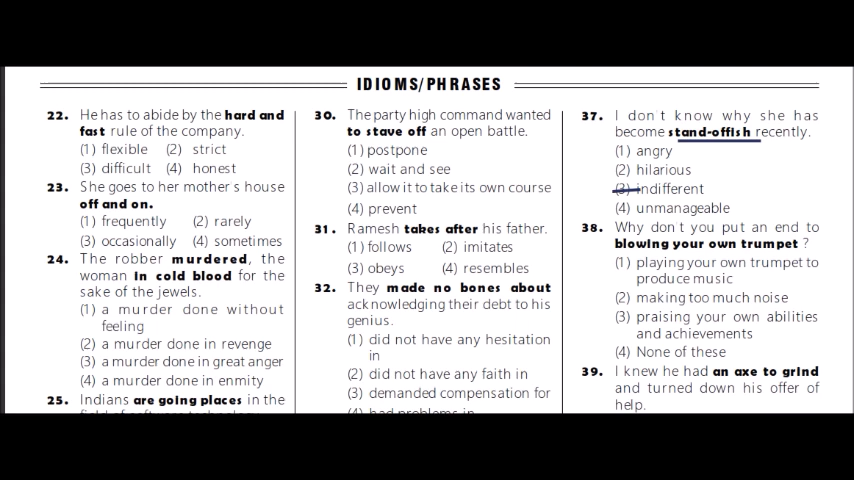 IDIOMS/PHRASES
22. He has to abide by the hard and
fast rule of the company.
(1) flexible (2) strict
(3) difficult (4) honest
23. She goes to her mother's house
off and on.
(1) frequently (2) rarely
(3) occasionally (4) sometimes
24. The robber murdered, the
woman in cold blood for the
sake of the jewels.
(1) a murder done without
feeling
(2) a murder done in revenge
(3) a murder done in great anger
(4) a murder done in enmity
25. Indians are going places in the
30. The party high command wanted
to stave off an open battle.
(1) postpone
(2) wait and see
(3) allow it to take its own course
(4) prevent
31. Ramesh takes after his father.
(1) follows (2) imitates
(3) obeys (4) resembles
32. They made no bones about
acknowledging their debt to his
genius.
(1) did not have any hesitation
in
(2) did not have any faith in
(3) demanded compensation for
(4) had problems in
37. I don't know why she has
become stand-offish recently.
(1) angry
(2) hilarious
(3) indifferent
(4) unmanageable
38. Why don't you put an end to
blowing your own trumpet ?
(1) playing your own trumpet to
produce music
(2) making too much noise
(3) praising your own abilities
and achievements
(4) None of these
39. I knew he had an axe to grind
and turned down his offer of
help.